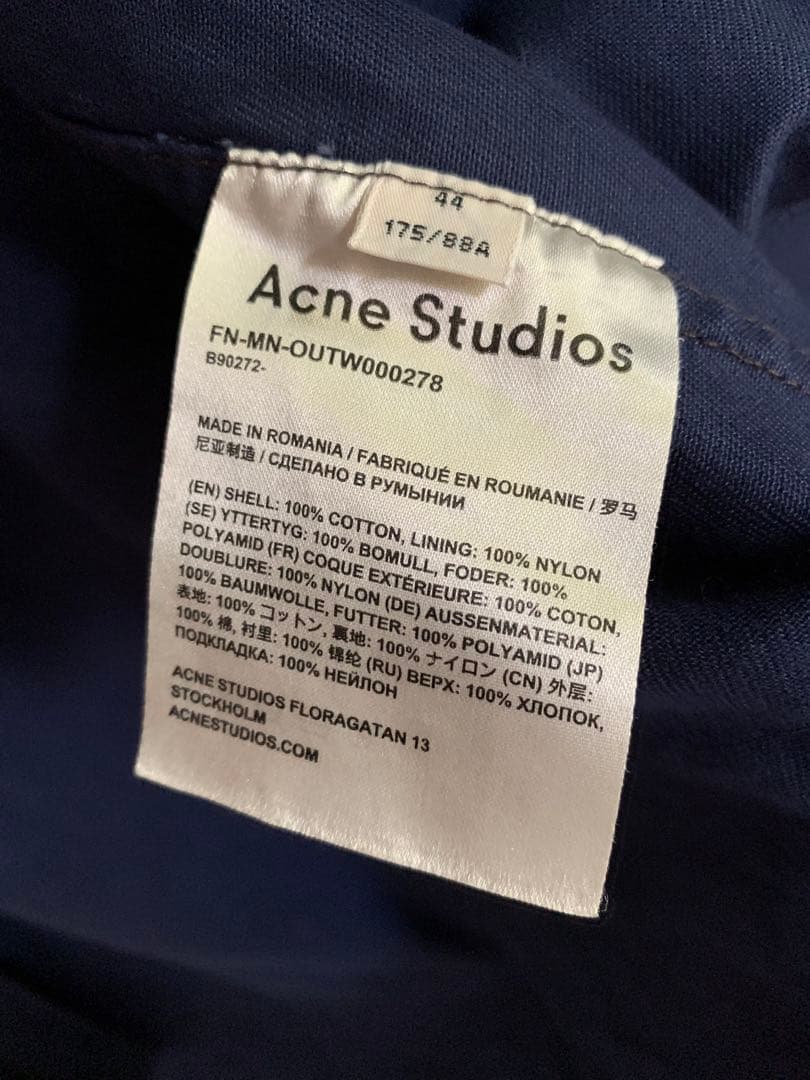 44
175/88A
Acne Studios
FN-MN-OUTW000278
B90272-
MADE IN ROMANIA / FABRIQUÉ EN ROUMANIE / 罗马
尼亚制造 / СДЕЛАНО В РУМЫНИИ
(EN) SHELL: 100% COTTON, LINING: 100% NYLON
(SE) YTTERTYG: 100% BOMULL, FODER: 100%
POLYAMID (FR) COQUE EXTÉRIEURE: 100% COTON,
DOUBLURE: 100% NYLON (DE) AUSSENMATERIAL:
100% BAUMWOLLE, FUTTER: 100% POLYAMID (JP)
表地: 100% コットン, 裏地: 100% ナイロン (CN) 外层:
100% 棉, 衬里: 100% 锦纶 (RU) ВЕРХ: 100% ХЛОПОК,
ПОДКЛАДКА: 100% НЕЙЛОН
ACNE STUDIOS FLORAGATAN 13
STOCKHOLM
ACNESTUDIOS.COM